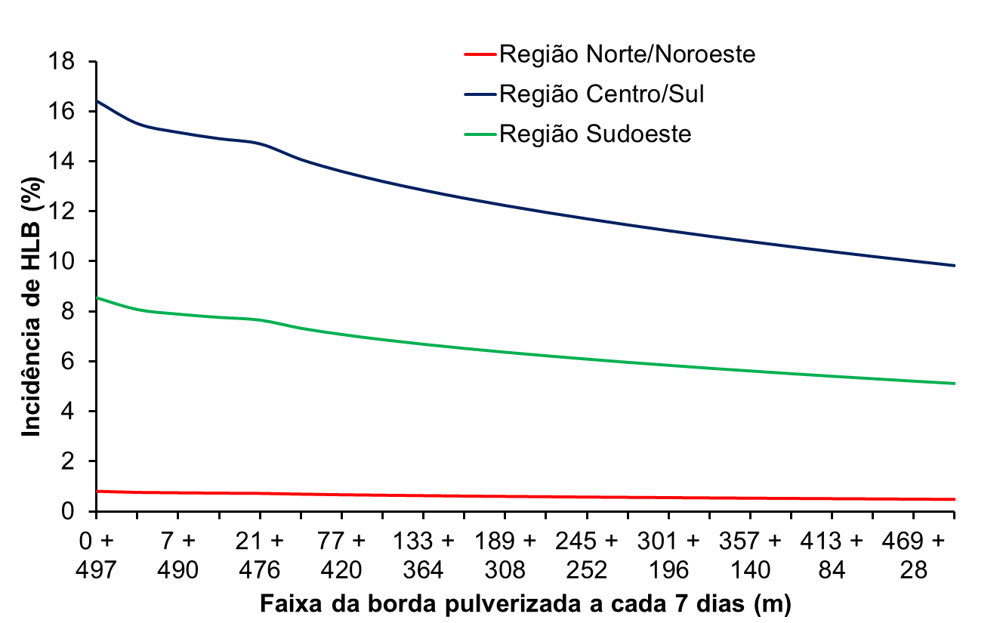 Região Norte/Noroeste
Região Centro/Sul
Região Sudoeste
Incidência de HLB (%)
18
16
14
12
10
8
6
4
2
0
0 + 7 + 21 + 77 + 133 + 189 + 245 + 301 + 357 + 413 + 469 +
497 490 476 420 364 308 252 196 140 84 28
Faixa da borda pulverizada a cada 7 dias (m)